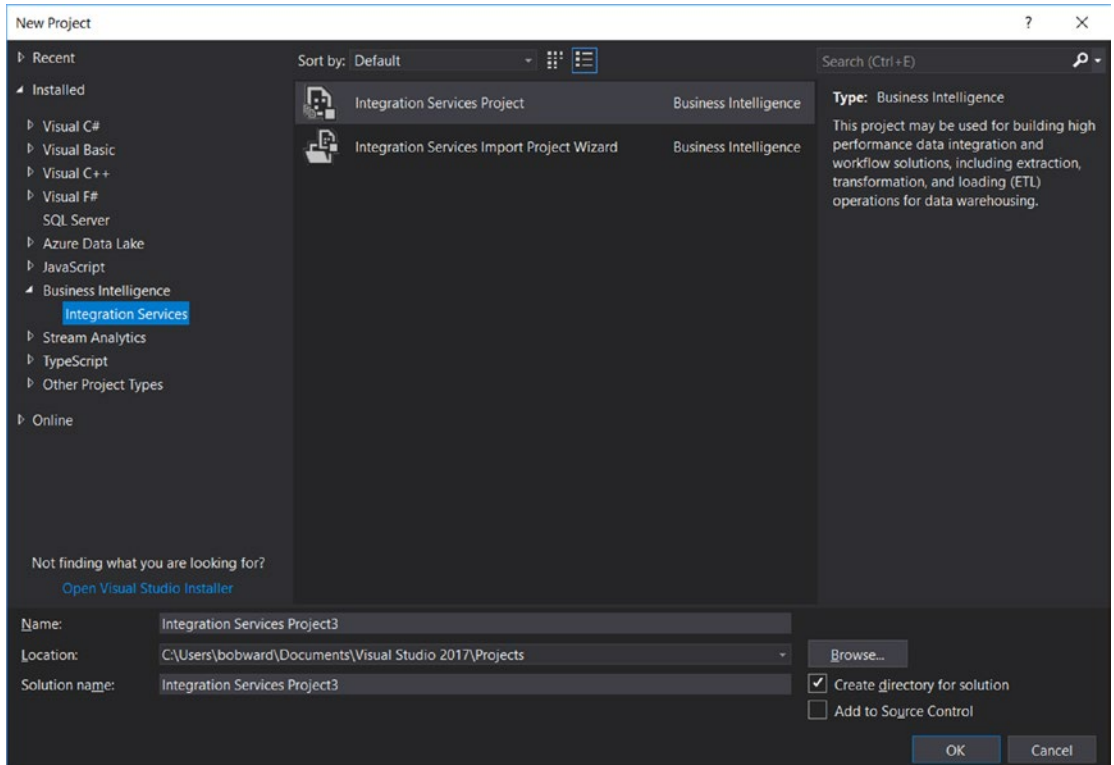 New Project
?
Recent
Installed
Visual C#
Visual Basic
Visual C++
Visual F#
SQL Server
Azure Data Lake
JavaScript
Business Intelligence
Integration Services
Stream Analytics
TypeScript
Other Project Types
Online
Not finding what you are looking for?
Open Visual Studio Installer
Sort by: Default
Integration Services Project Business Intelligence
Integration Services Import Project Wizard Business Intelligence
Search (Ctrl+E)
Type: Business Intelligence
This project may be used for building high
performance data integration and
workflow solutions, including extraction,
transformation, and loading (ETL)
operations for data warehousing.
Name: Integration Services Project3
Location: C:\Users\bobward\Documents\Visual Studio 2017\Projects
Browse...
Solution name: Integration Services Project3
Create directory for solution
Add to Source Control
OK Cancel